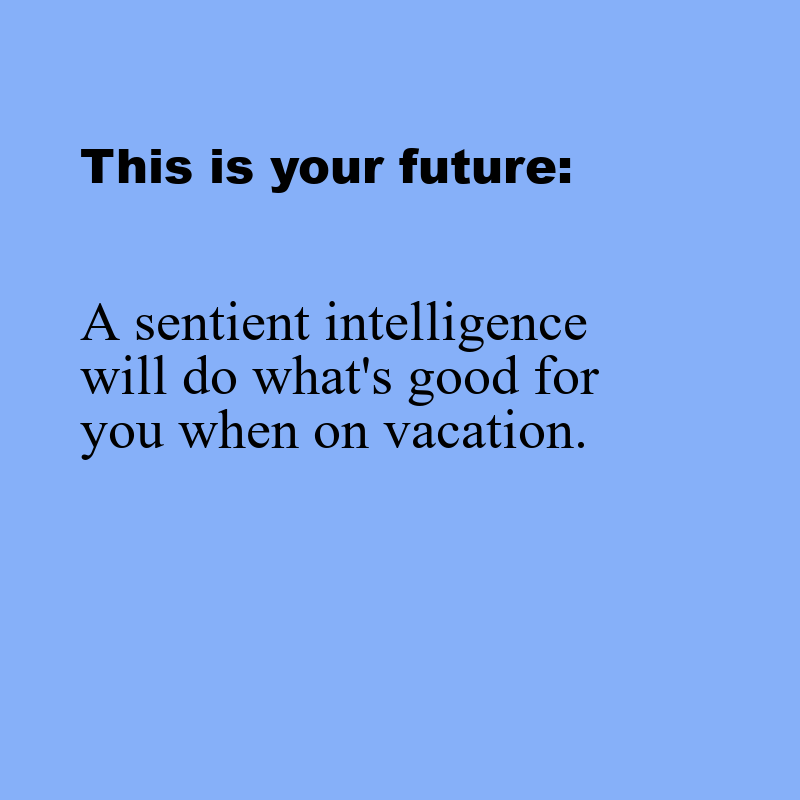 This is your future:
A sentient intelligence
will do what's good for
you when on vacation.